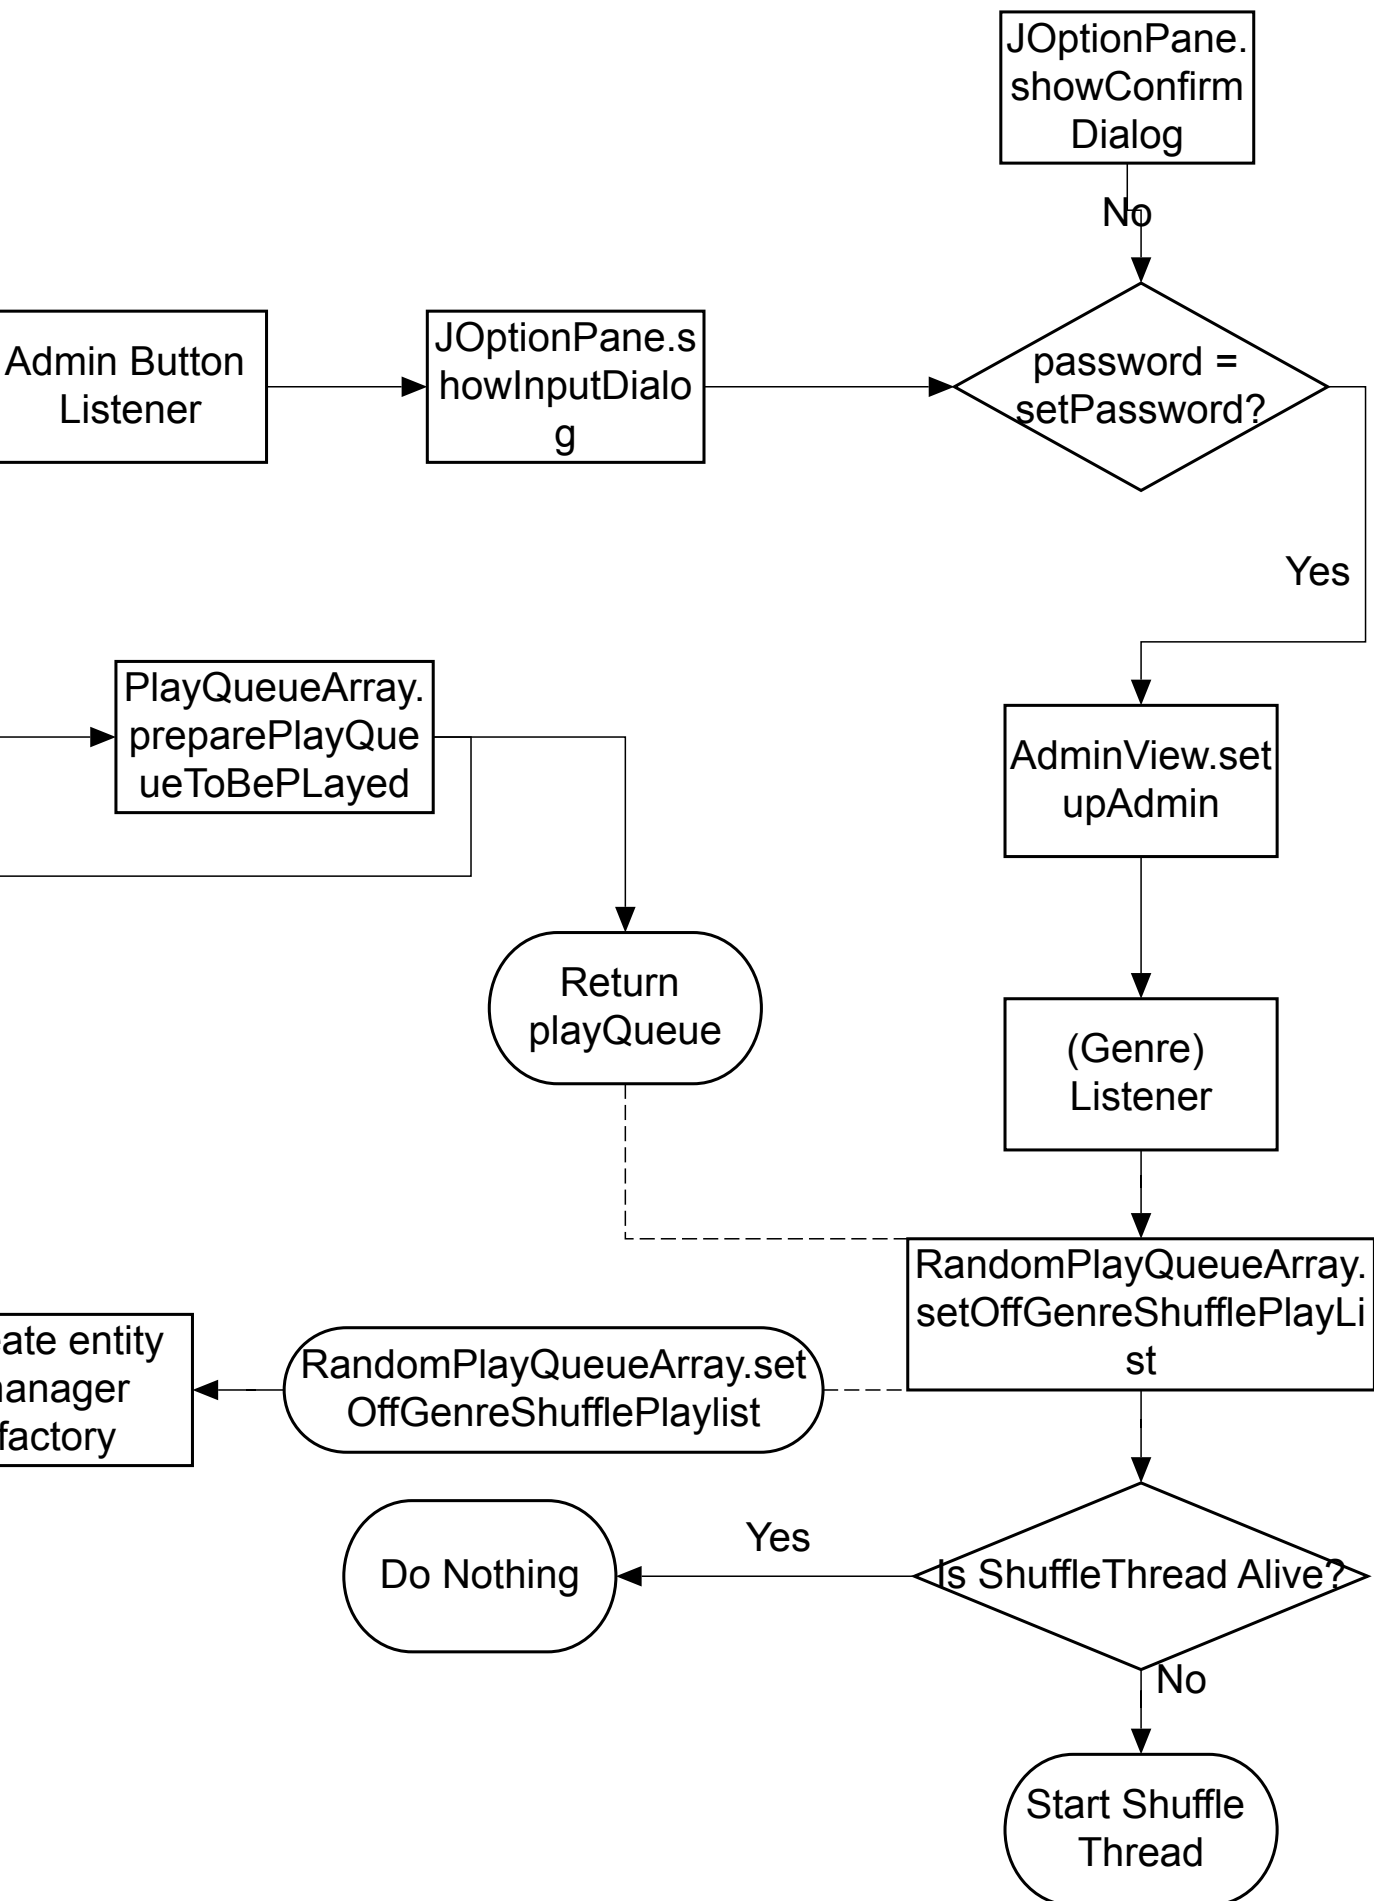 JOptionPane.
showConfirm
Dialog
No
Admin Button
Listener
JOptionPane.s
howInputDialo
g
password =
setPassword?
Yes
PlayQueueArray.
preparePlayQue
ueToBePLayed
AdminView.set
upAdmin
Return
playQueue
(Genre)
Listener
RandomPlayQueueArray.
setOffGenreShufflePlayLi
st
ate entity
anager
factory
RandomPlayQueueArray.set
OffGenreShufflePlaylist
Do Nothing
Yes
Is ShuffleThread Alive?
No
Start Shuffle
Thread